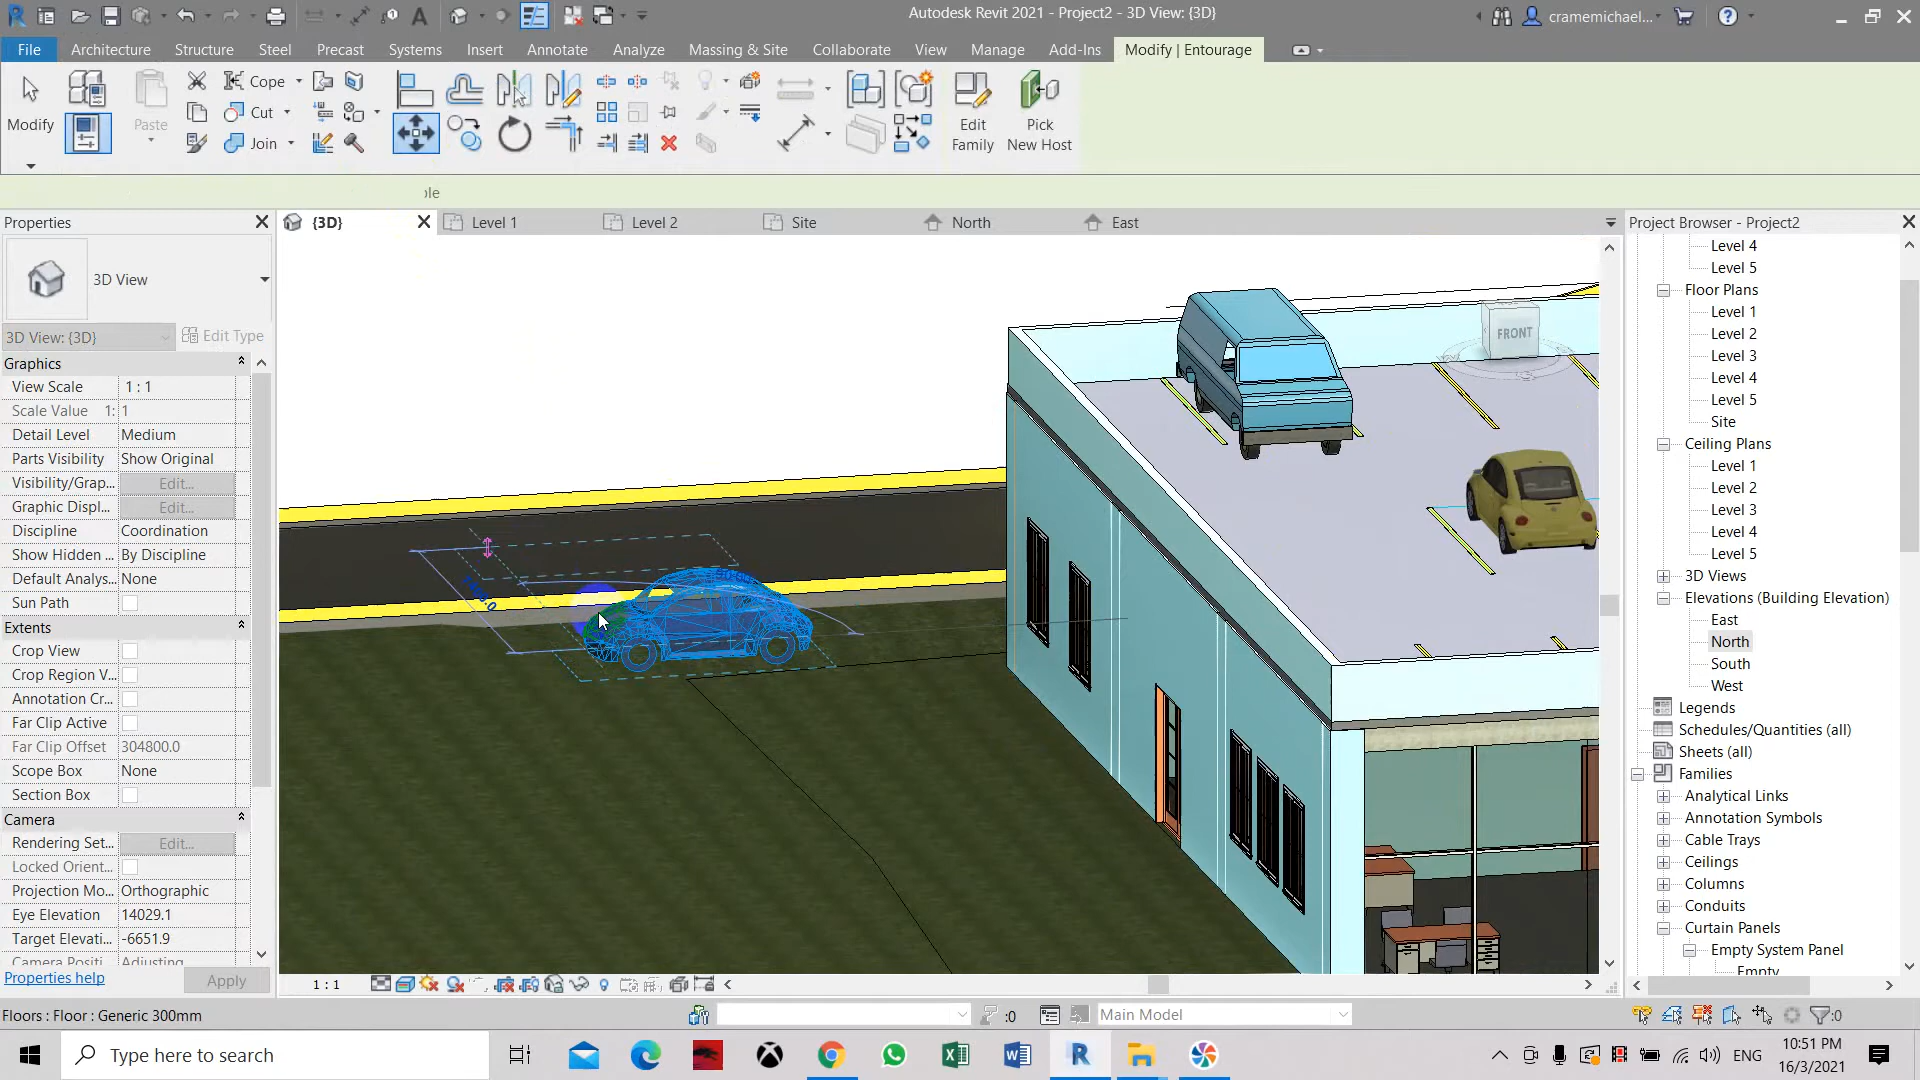 Autodesk Revit 2021 - Project2 - 3D View: {3D}
cramemichael...
File
Architecture
Structure
Steel
Precast
Systems
Insert
Annotate
Analyze
Massing & Site
Collaborate
View
Manage
Add-Ins
Modify | Entourage
Modify
Paste
Cope
Cut
Join
Edit
Family
Pick
New Host
Properties
{3D}
Level 1
Level 2
Site
North
East
Project Browser - Project2
3D View
3D View: {3D}
Edit Type
Graphics
View Scale 1 : 1
Scale Value 1: 1
Detail Level Medium
Parts Visibility Show Original
Visibility/Grap... Edit...
Graphic Displ... Edit...
Discipline Coordination
Show Hidden ... By Discipline
Default Analys... None
Sun Path
Extents
Crop View
Crop Region V...
Annotation Cr...
Far Clip Active
Far Clip Offset 304800.0
Scope Box None
Section Box
Camera
Rendering Set... Edit...
Locked Orient...
Projection Mo... Orthographic
Eye Elevation 14029.1
Target Elevati... -6651.9
Camera Positi... Adjusting
Properties help
Apply
FRONT
Level 4
Level 5
Floor Plans
Level 1
Level 2
Level 3
Level 4
Level 5
Site
Ceiling Plans
Level 1
Level 2
Level 3
Level 4
Level 5
3D Views
Elevations (Building Elevation)
East
North
South
West
Legends
Schedules/Quantities (all)
Sheets (all)
Families
Analytical Links
Annotation Symbols
Cable Trays
Ceilings
Columns
Conduits
Curtain Panels
Empty System Panel
Empty
1 : 1
Floors : Floor : Generic 300mm
:0
Main Model
:0
Type here to search
ENG
10:51 PM
16/3/2021